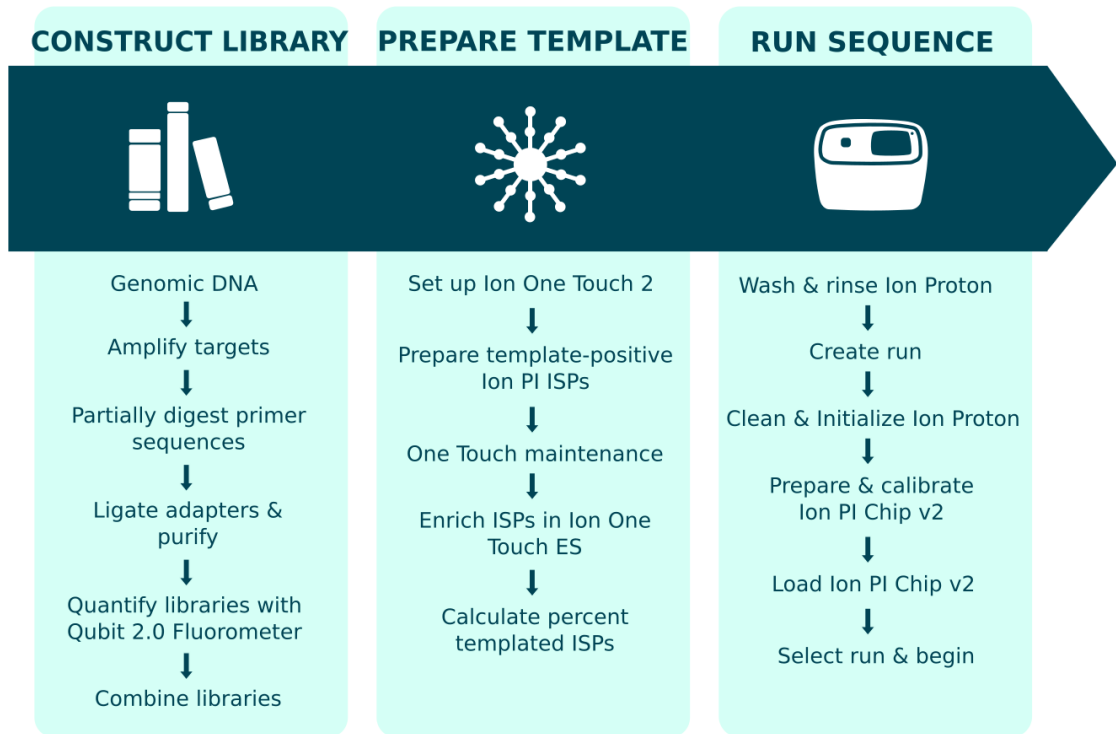 CONSTRUCT LIBRARY
Genomic DNA
Amplify targets
Partially digest primer
sequences
Ligate adapters &
purify
Quantify libraries with
Qubit 2.0 Fluorometer
Combine libraries
PREPARE TEMPLATE
Set up Ion One Touch 2
Prepare template-positive
Ion PI ISPs
One Touch maintenance
Enrich ISPs in Ion One
Touch ES
Calculate percent
templated ISPs
RUN SEQUENCE
Wash & rinse Ion Proton
Create run
Clean & Initialize Ion Proton
Prepare & calibrate
Ion PI Chip v2
Load Ion PI Chip v2
Select run & begin